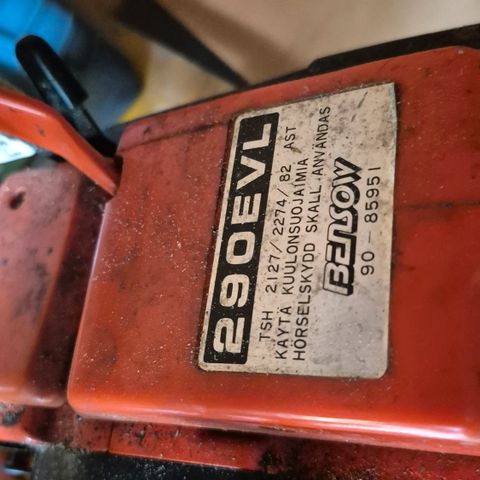 290EVL
TSH 2127/2274/82 AST
KÄYTÄ KUULONSUOJAIMIA
HÖRSELSKYDD SKALL ANVÄNDAS
BENSOW
90-85951